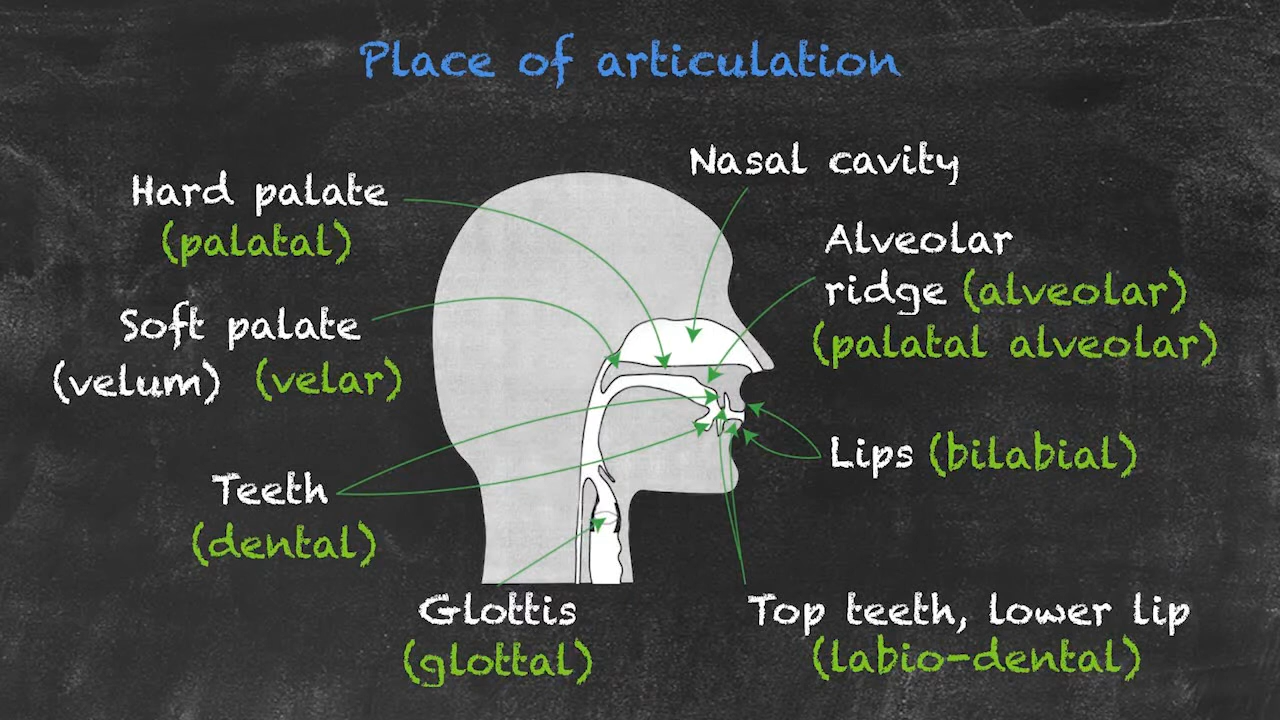 Place of articulation
Hard palate
(palatal)
Soft palate
(velum) (velar)
Teeth
(dental)
Glottis
(glottal)
Nasal cavity
Alveolar
ridge (alveolar)
(palatal alveolar)
Lips (bilabial)
Top teeth, lower lip
(labio-dental)